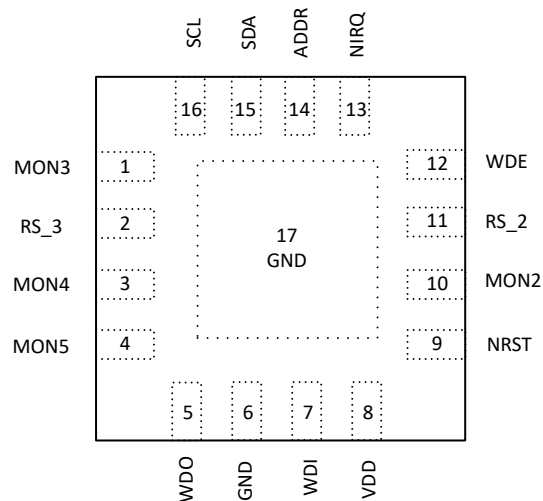 SCL SDA ADDR NIRQ
16 15 14 13
MON3 1 12 WDE
RS_3 2 11 RS_2
17
GND
MON4 3 10 MON2
MON5 4 9 NRST
5 6 7 8
WDO GND WDI VDD